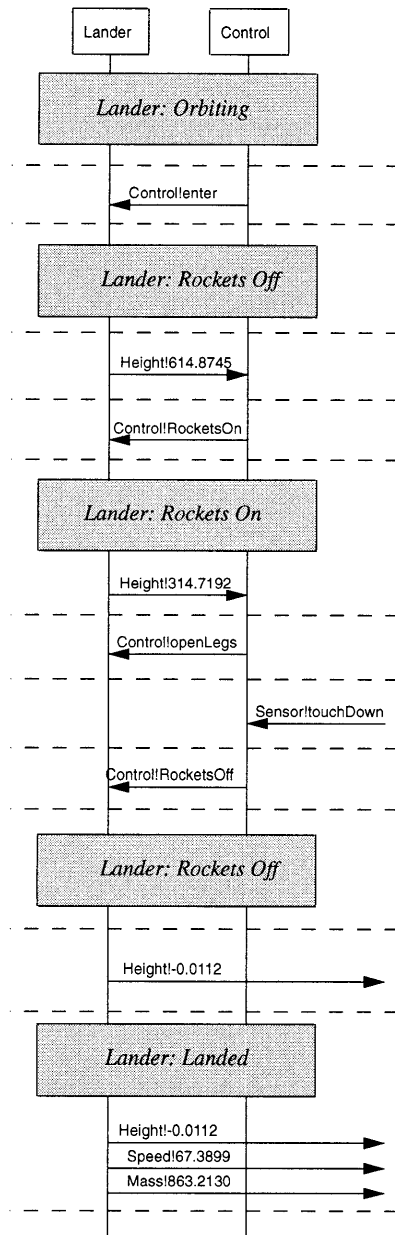 Lander Control
Lander: Orbiting
Control!enter
Lander: Rockets Off
Height!614.8745
Control!RocketsOn
Lander: Rockets On
Height!314.7192
Control!openLegs
Sensor!touchDown
Control!RocketsOff
Lander: Rockets Off
Height!-0.0112
Lander: Landed
Height!-0.0112
Speed!67.3899
Mass!863.2130